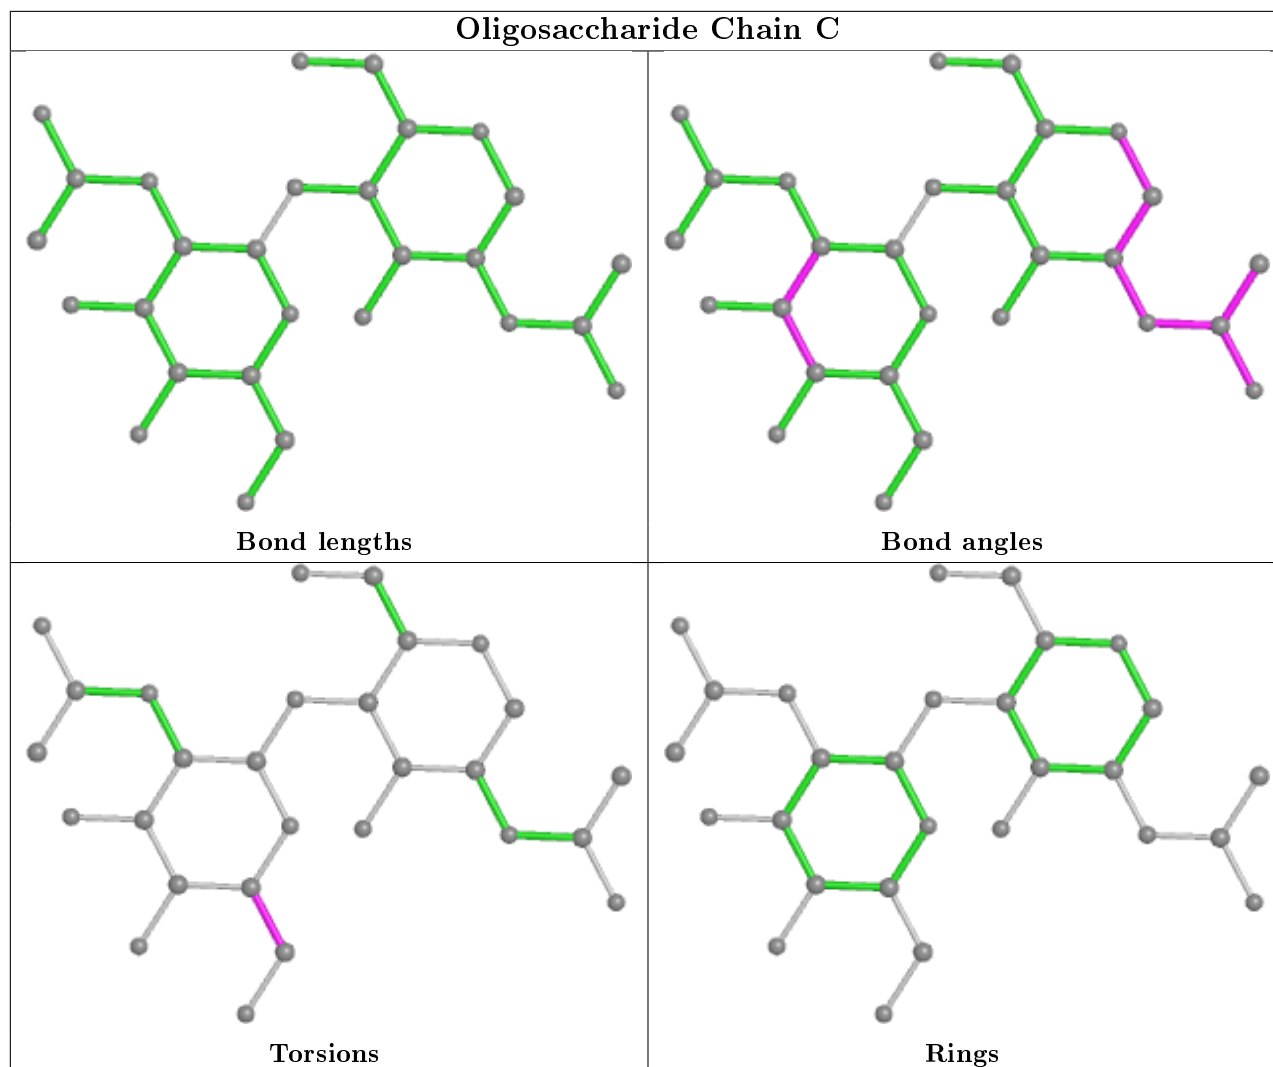 Oligosaccharide Chain C
Bond lengths
Bond angles
Torsions
Rings